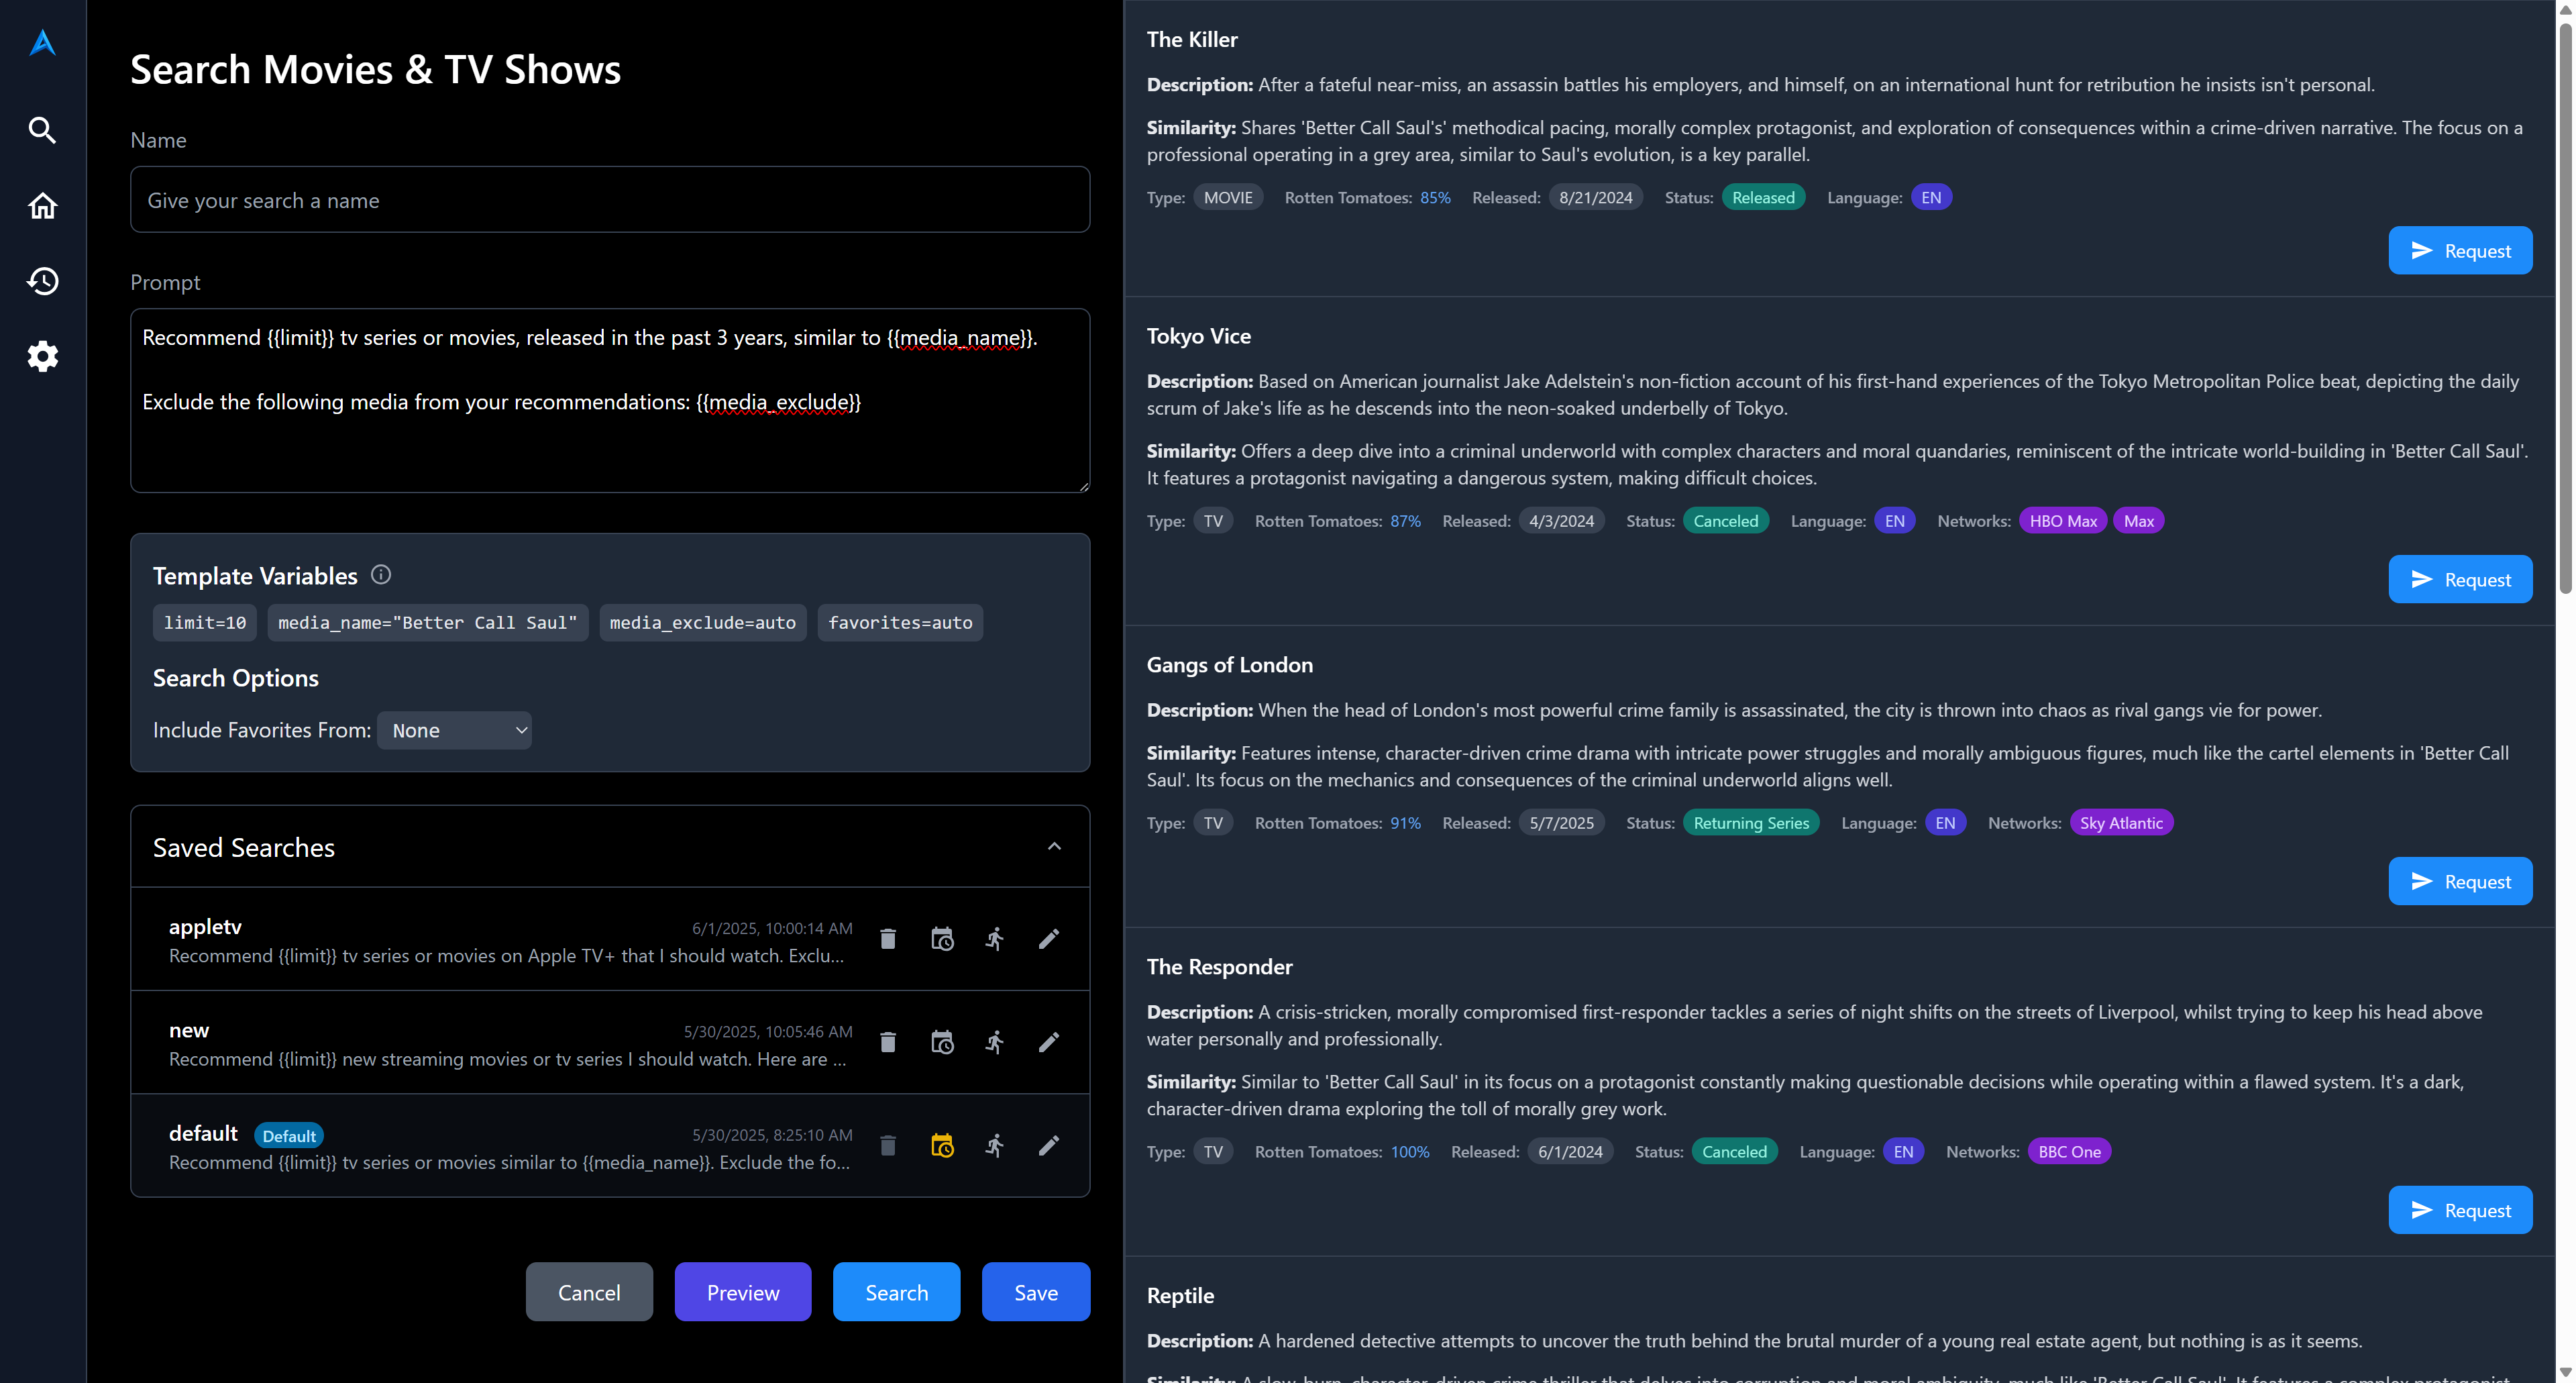 Search Movies & TV Shows
Name
Give your search a name
Prompt
Recommend {{limit}} tv series or movies, released in the past 3 years, similar to {{media_name}}.
Exclude the following media from your recommendations: {{media_exclude}}
Template Variables
limit=10 media_name="Better Call Saul" media_exclude=auto favorites=auto
Search Options
Include Favorites From: None
Saved Searches
appletv 6/1/2025, 10:00:14 AM
Recommend {{limit}} tv series or movies on Apple TV+ that I should watch. Exclu...
new 5/30/2025, 10:05:46 AM
Recommend {{limit}} new streaming movies or tv series I should watch. Here are ...
default Default 5/30/2025, 8:25:10 AM
Recommend {{limit}} tv series or movies similar to {{media_name}}. Exclude the fo...
Cancel Preview Search Save
The Killer
Description: After a fateful near-miss, an assassin battles his employers, and himself, on an international hunt for retribution he insists isn't personal.
Similarity: Shares 'Better Call Saul's' methodical pacing, morally complex protagonist, and exploration of consequences within a crime-driven narrative. The focus on a
professional operating in a grey area, similar to Saul's evolution, is a key parallel.
Type: MOVIE Rotten Tomatoes: 85% Released: 8/21/2024 Status: Released Language: EN
Request
Tokyo Vice
Description: Based on American journalist Jake Adelstein's non-fiction account of his first-hand experiences of the Tokyo Metropolitan Police beat, depicting the daily
scrum of Jake's life as he descends into the neon-soaked underbelly of Tokyo.
Similarity: Offers a deep dive into a criminal underworld with complex characters and moral quandaries, reminiscent of the intricate world-building in 'Better Call Saul'.
It features a protagonist navigating a dangerous system, making difficult choices.
Type: TV Rotten Tomatoes: 87% Released: 4/3/2024 Status: Canceled Language: EN Networks: HBO Max Max
Request
Gangs of London
Description: When the head of London's most powerful crime family is assassinated, the city is thrown into chaos as rival gangs vie for power.
Similarity: Features intense, character-driven crime drama with intricate power struggles and morally ambiguous figures, much like the cartel elements in 'Better Call
Saul'. Its focus on the mechanics and consequences of the criminal underworld aligns well.
Type: TV Rotten Tomatoes: 91% Released: 5/7/2025 Status: Returning Series Language: EN Networks: Sky Atlantic
Request
The Responder
Description: A crisis-stricken, morally compromised first-responder tackles a series of night shifts on the streets of Liverpool, whilst trying to keep his head above
water personally and professionally.
Similarity: Similar to 'Better Call Saul' in its focus on a protagonist constantly making questionable decisions while operating within a flawed system. It's a dark,
character-driven drama exploring the toll of morally grey work.
Type: TV Rotten Tomatoes: 100% Released: 6/1/2024 Status: Canceled Language: EN Networks: BBC One
Request
Reptile
Description: A hardened detective attempts to uncover the truth behind the brutal murder of a young real estate agent, but nothing is as it seems.
Similarity: A slow-burn, character-driven crime thriller that delves into corruption and moral ambiguity, much like 'Better Call Saul'. It features a complex protagonist